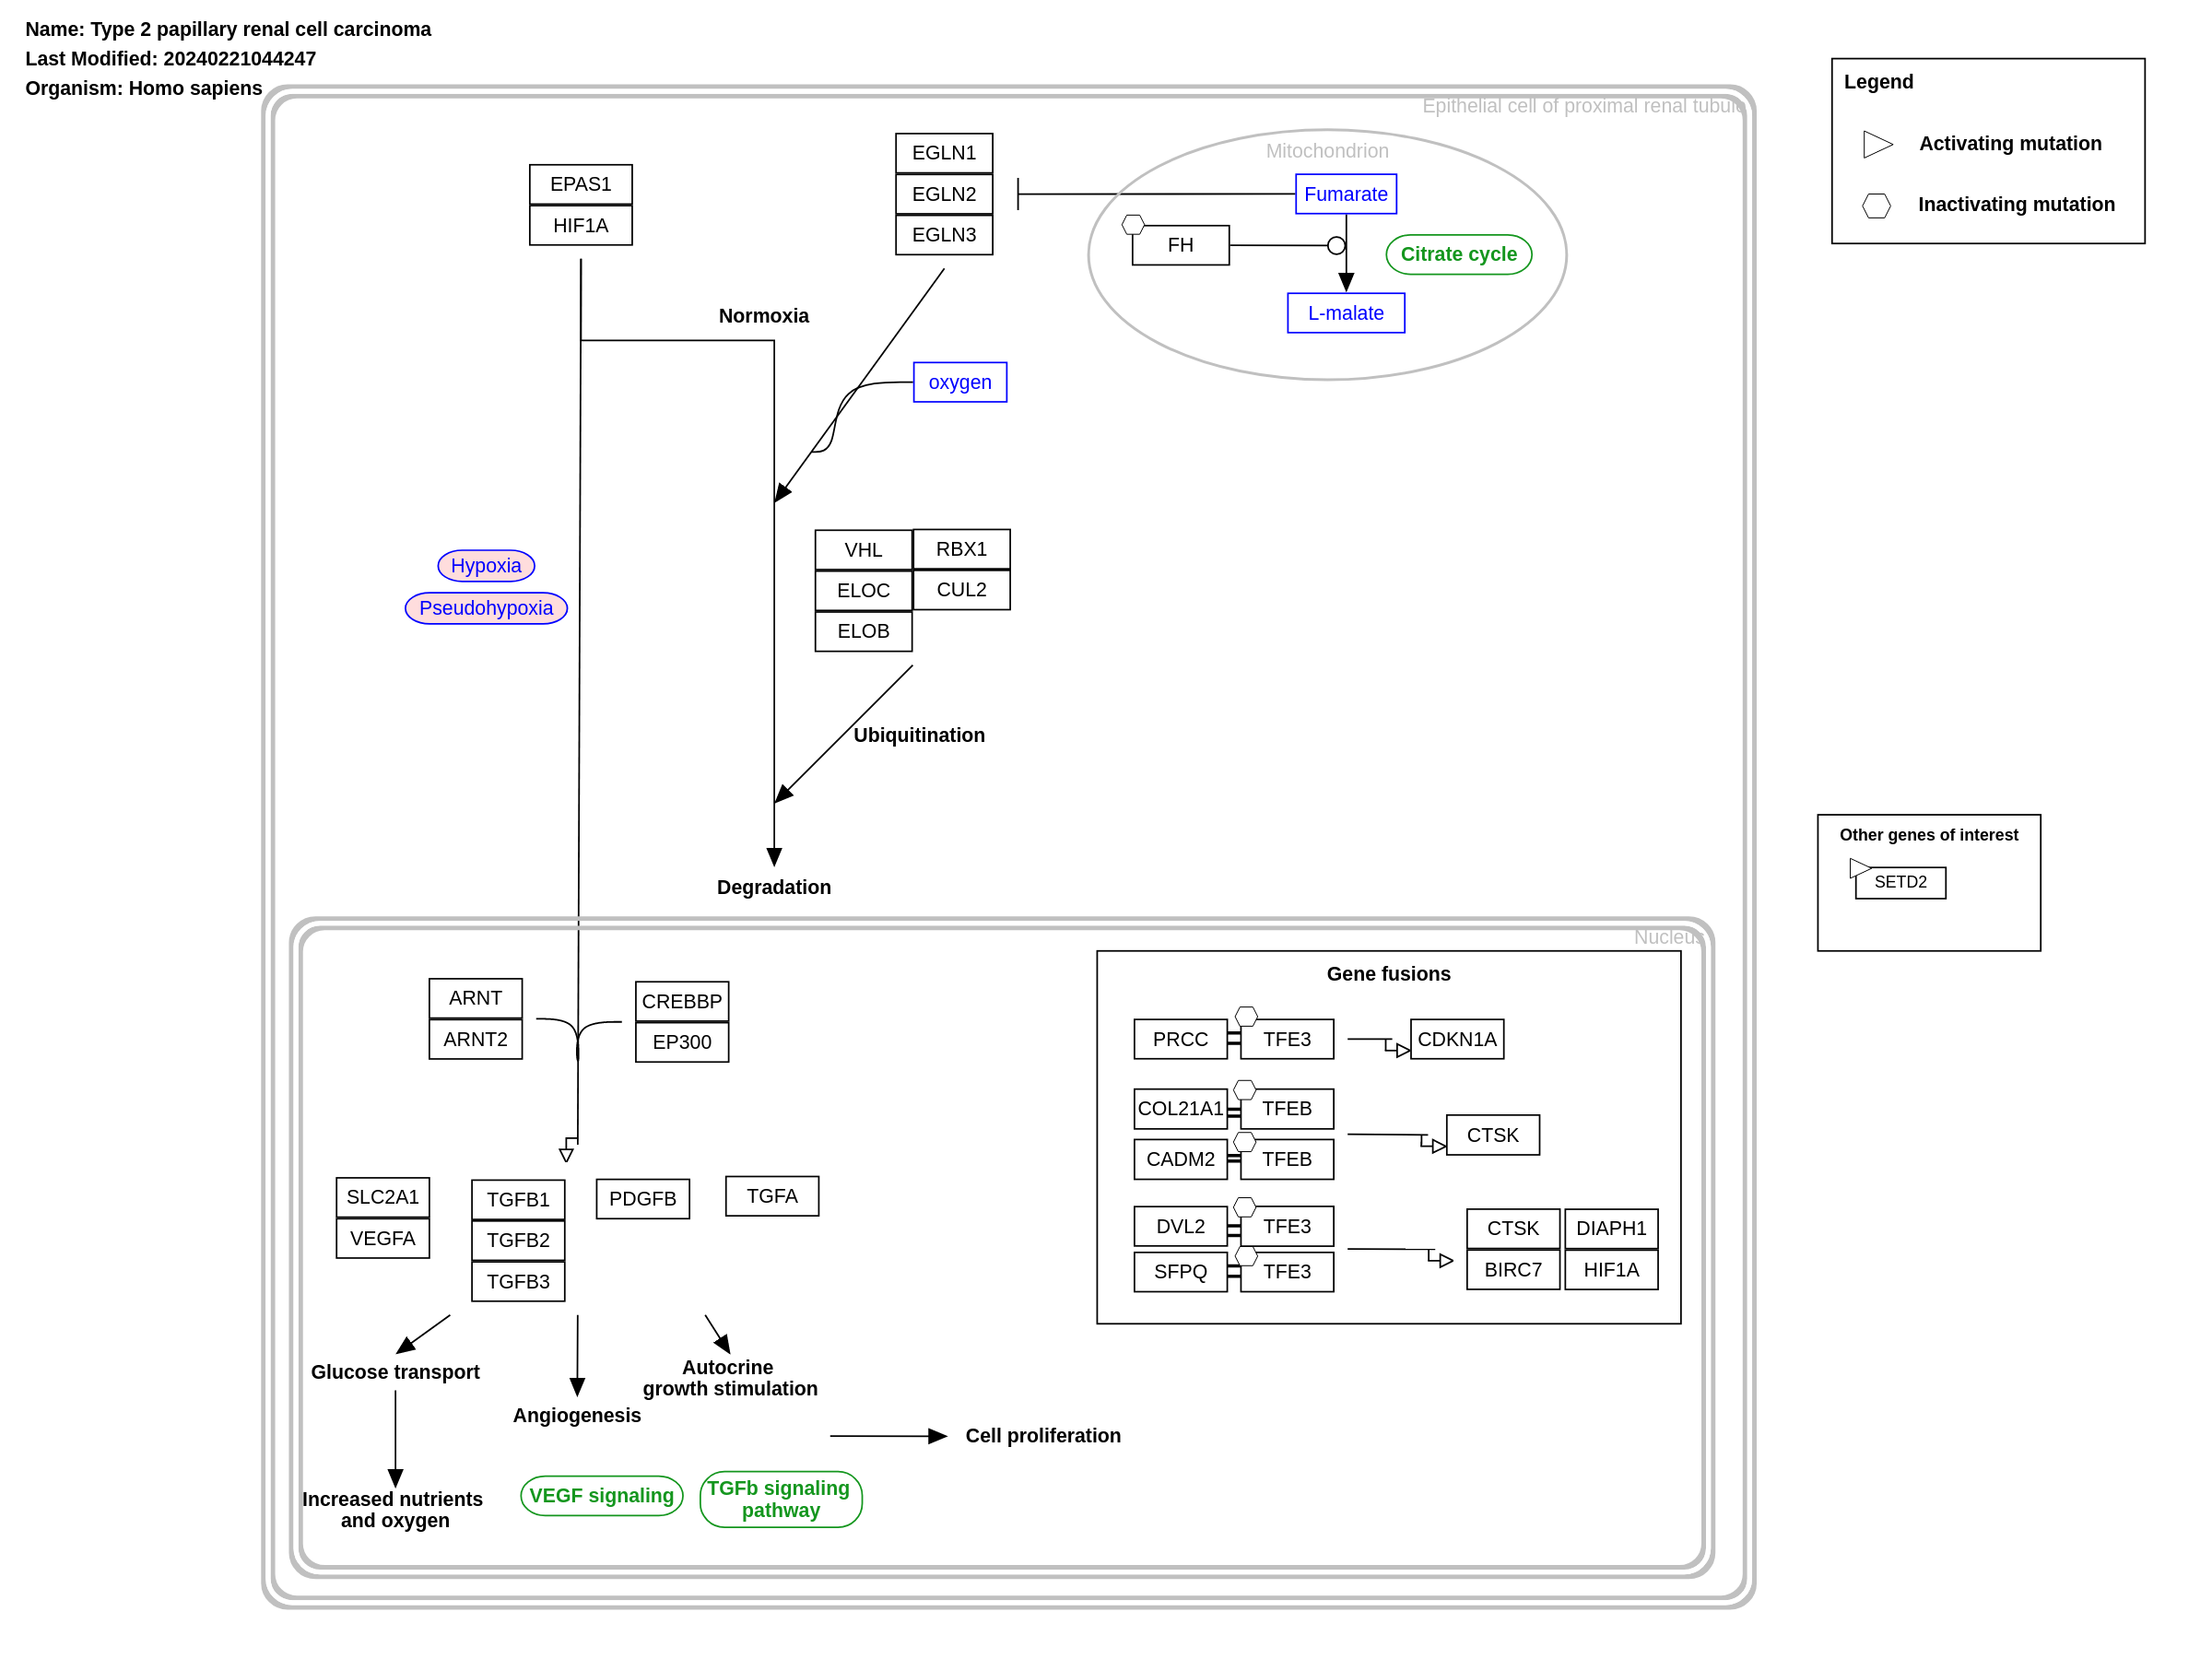 Name: Type 2 papillary renal cell carcinoma
Last Modified: 20240221044247
Organism: Homo sapiens
Epithelial cell of proximal renal tubule
Legend
Activating mutation
Inactivating mutation
EPAS1
HIF1A
EGLN1
EGLN2
EGLN3
Mitochondrion
Fumarate
FH
Citrate cycle
L-malate
Normoxia
oxygen
Hypoxia
Pseudohypoxia
VHL
RBX1
ELOC
CUL2
ELOB
Ubiquitination
Degradation
Other genes of interest
SETD2
Nucleus
ARNT
ARNT2
CREBBP
EP300
Gene fusions
PRCC
TFE3
CDKN1A
COL21A1
TFEB
CADM2
TFEB
CTSK
DVL2
TFE3
SFPQ
TFE3
CTSK
DIAPH1
BIRC7
HIF1A
SLC2A1
VEGFA
TGFB1
TGFB2
TGFB3
PDGFB
TGFA
Glucose transport
Angiogenesis
Autocrine
growth stimulation
Cell proliferation
Increased nutrients
and oxygen
VEGF signaling
TGFb signaling
pathway